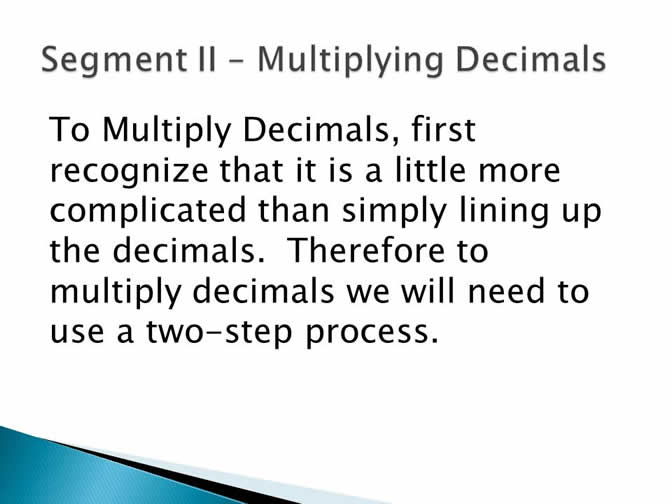 Segment II – Multiplying Decimals
To Multiply Decimals, first
recognize that it is a little more
complicated than simply lining up
the decimals.  Therefore to
multiply decimals we will need to
use a two-step process.